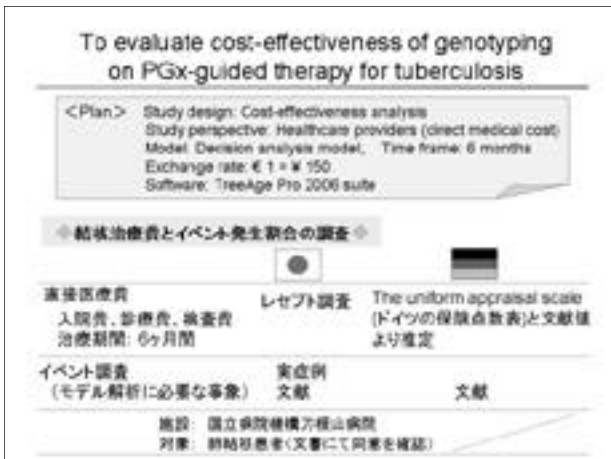 To evaluate cost-effectiveness of genotyping
on PGx-guided therapy for tuberculosis
<Plan> Study design: Cost-effectiveness analysis
Study perspective: Healthcare providers (direct medical cost)
Model: Decision analysis model, Time frame: 6 months
Exchange rate: € 1 = ¥ 150
Software: TreeAge Pro 2006 suite
◆結核治療費とイベント発生割合の調査◆
直接医療費
入院費、診療費、検査費
治療期間: 6ヶ月間
レセプト調査
The uniform appraisal scale
(ドイツの保険点数表)と文献値
より推定
イベント調査
(モデル解析に必要な事象)
実症例
文献
文献
施設: 国立病院機構刀根山病院
対象: 肺結核患者(文書にて同意を確認)